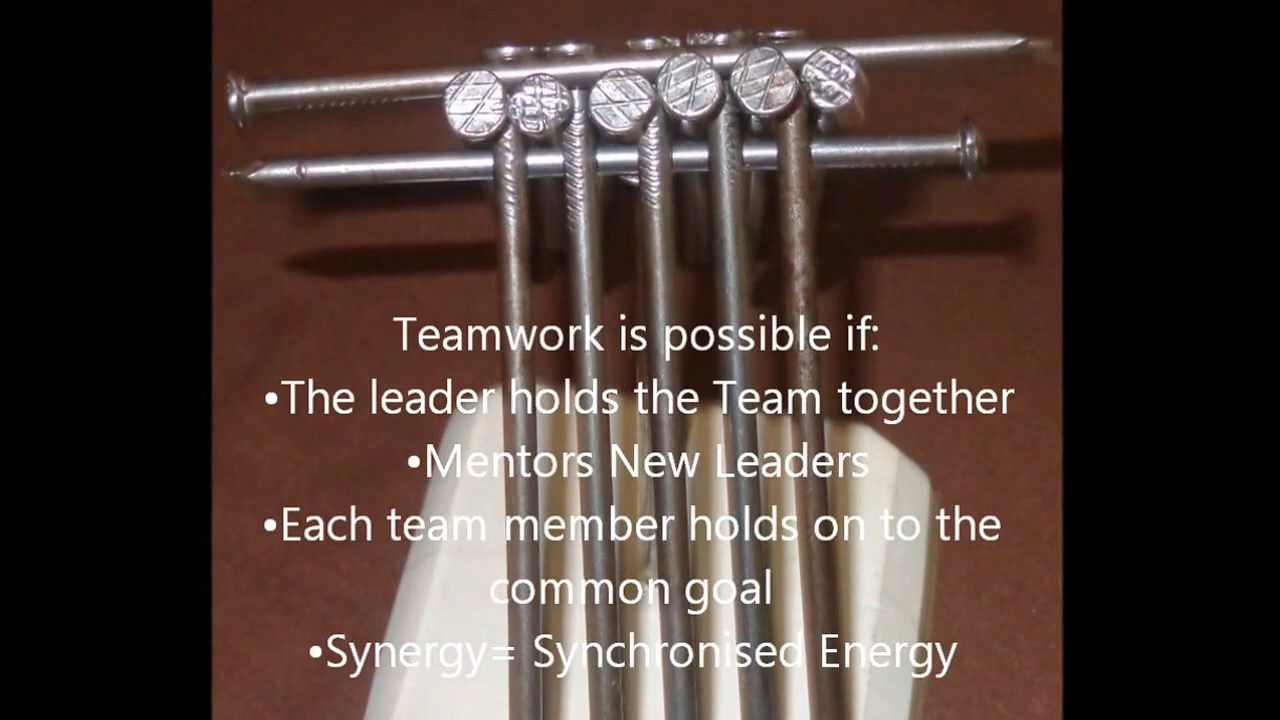 Teamwork is possible if:
•The leader holds the Team together
•Mentors New Leaders
•Each team member holds on to the
common goal
•Synergy= Synchronised Energy